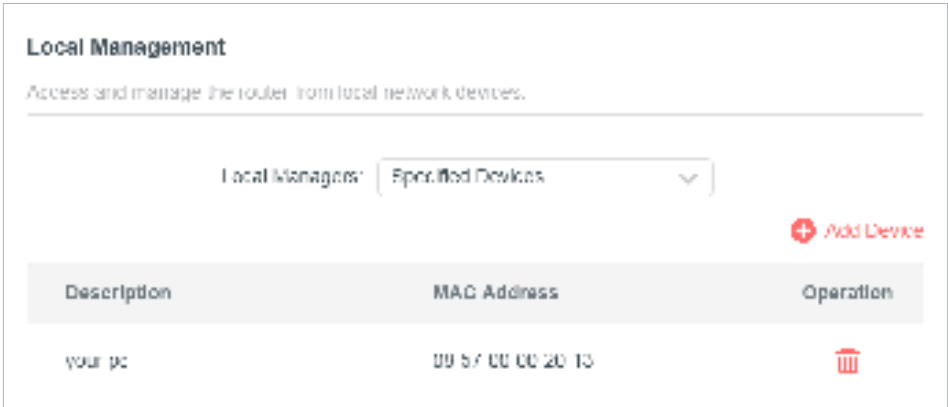 Local Management
Access and manage the router from local network devices.
Local Managers: Specified Devices
Add Device
Description MAC Address Operation
your pc